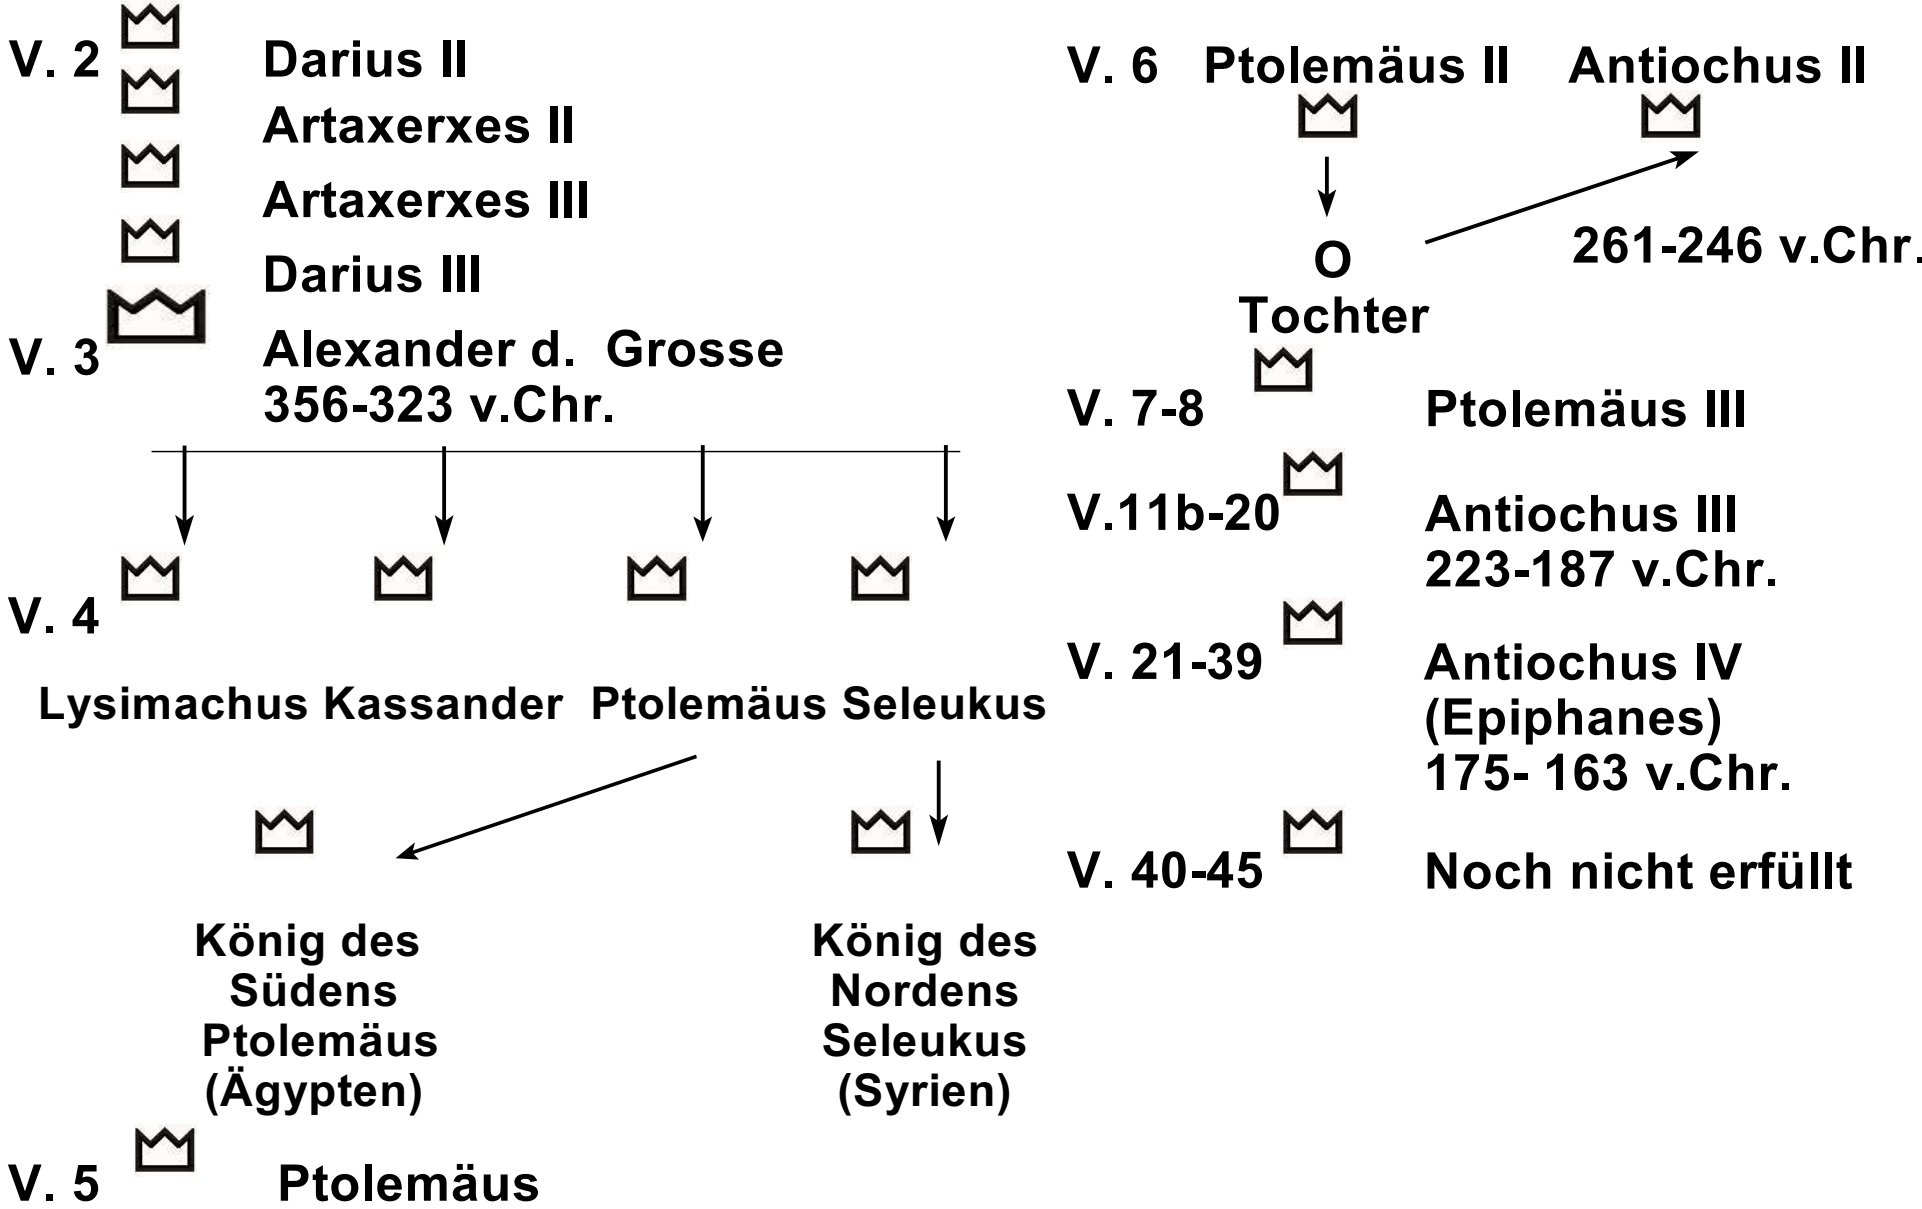 V. 2 Darius II
Artaxerxes II
Artaxerxes III
Darius III
V. 3 Alexander d. Grosse
356-323 v.Chr.
V. 4
Lysimachus Kassander Ptolemäus Seleukus
König des
Südens
Ptolemäus
(Ägypten)
König des
Nordens
Seleukus
(Syrien)
V. 5 Ptolemäus
V. 6 Ptolemäus II Antiochus II
261-246 v.Chr.
O
Tochter
V. 7-8 Ptolemäus III
V.11b-20 Antiochus III
223-187 v.Chr.
V. 21-39 Antiochus IV
(Epiphanes)
175- 163 v.Chr.
V. 40-45 Noch nicht erfüllt